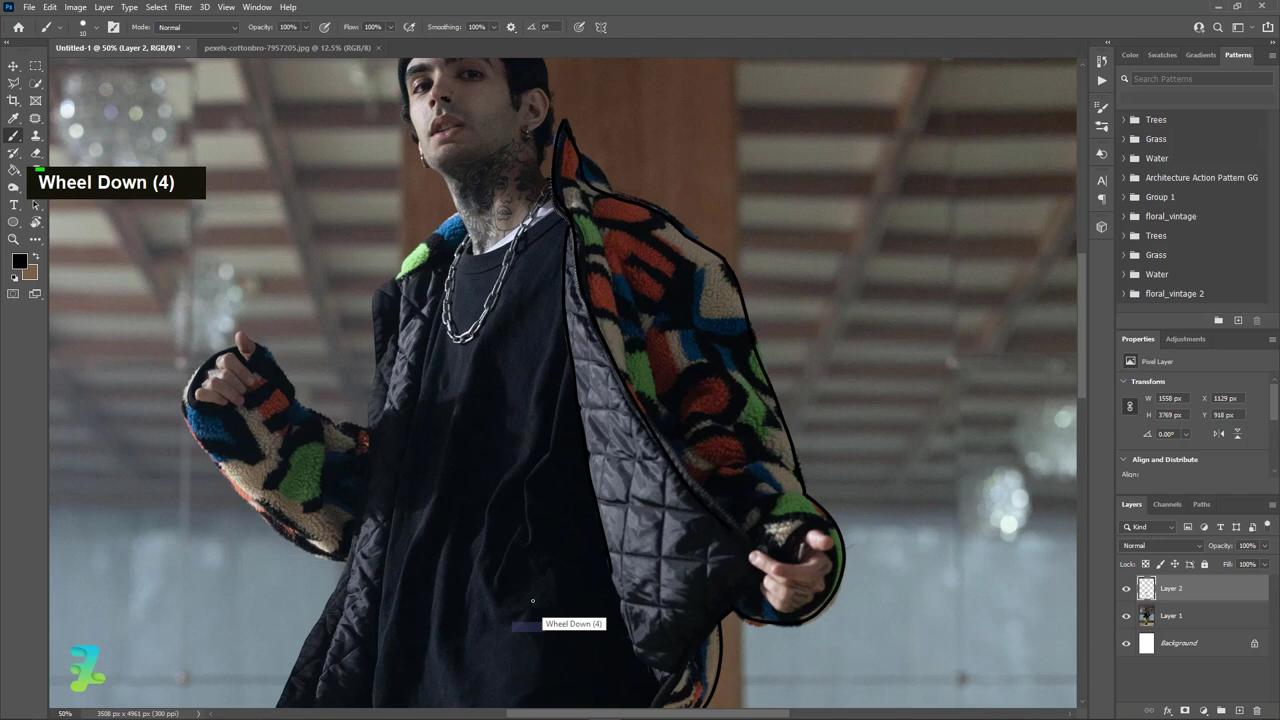 Ps File Edit Image Layer Type Select Filter 3D View Window Help
10 Mode: Normal Opacity: 100% Flow: 100% Smoothing: 100% 0°
Untitled-1 @ 50% (Layer 2, RGB/8) * × pexels-cottonbro-7957205.jpg @ 12.5% (RGB/8) ×
Color Swatches Gradients Patterns
Search Patterns
Trees
Grass
Water
Architecture Action Pattern GG
Group 1
floral_vintage
Trees
Grass
Water
floral_vintage 2
Wheel Down (4)
Properties Adjustments
Pixel Layer
Transform
W 1558 px X 1129 px
H 3769 px Y 918 px
0.00°
Align and Distribute
Align:
Layers Channels Paths
Kind
Normal Opacity: 100%
Lock: Fill: 100%
Layer 2
Layer 1
Background
Wheel Down (4)
50% 3508 px x 4961 px (300 ppi)